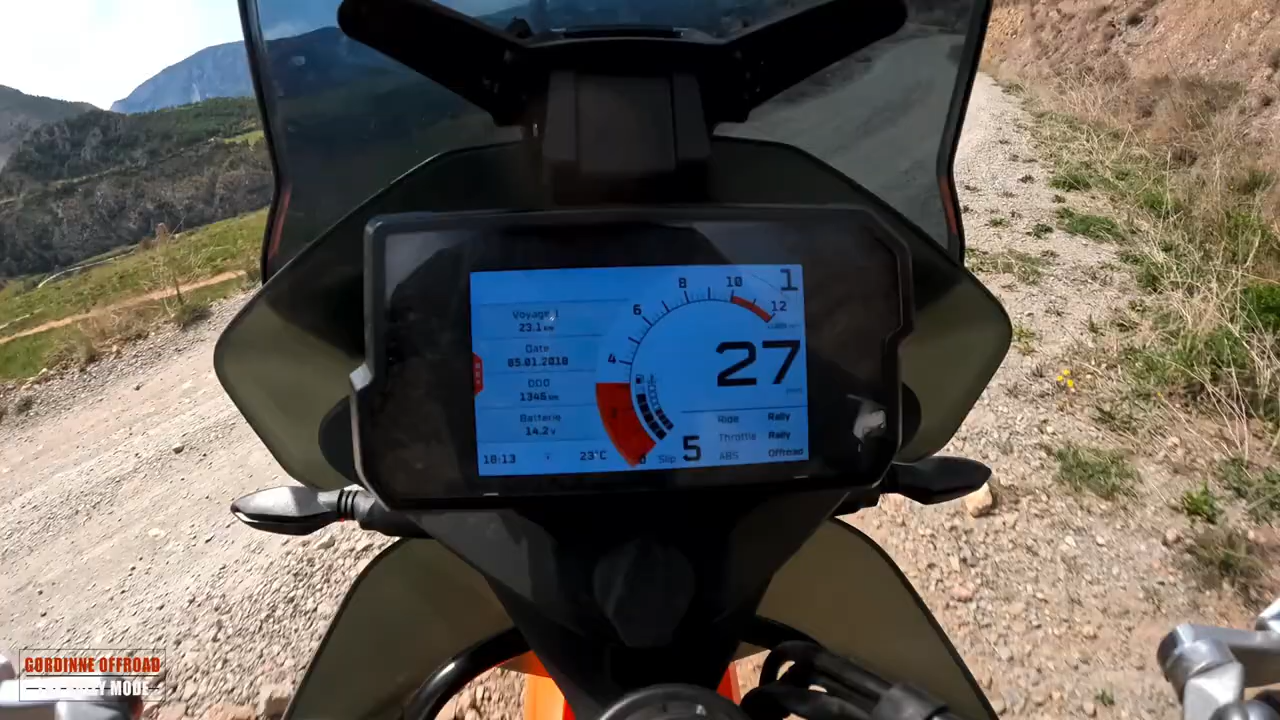 Voyage 1
23.1 km
Date
05.01.2018
ODO
1346 km
Batterie
14.2 v
18:13
23°C
4
6
8
10
12
1
27
Slip 5
Ride Rally
Throttle Rally
ABS Offroad
GORDINNE OFFROAD
MODE